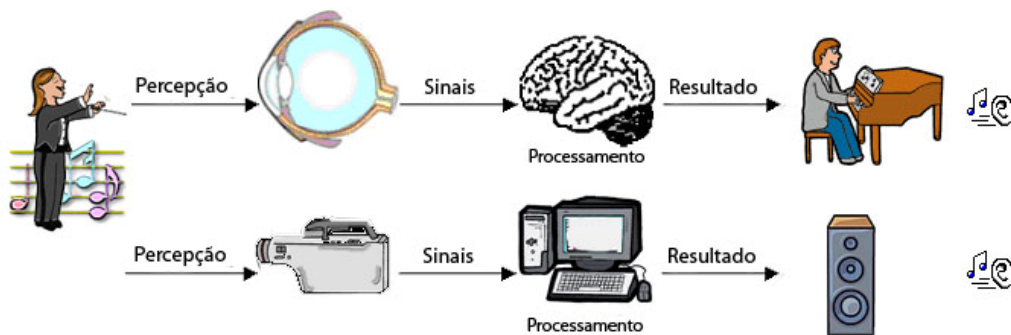 Percepção
Sinais
Resultado
Processamento
Percepção
Sinais
Resultado
Processamento